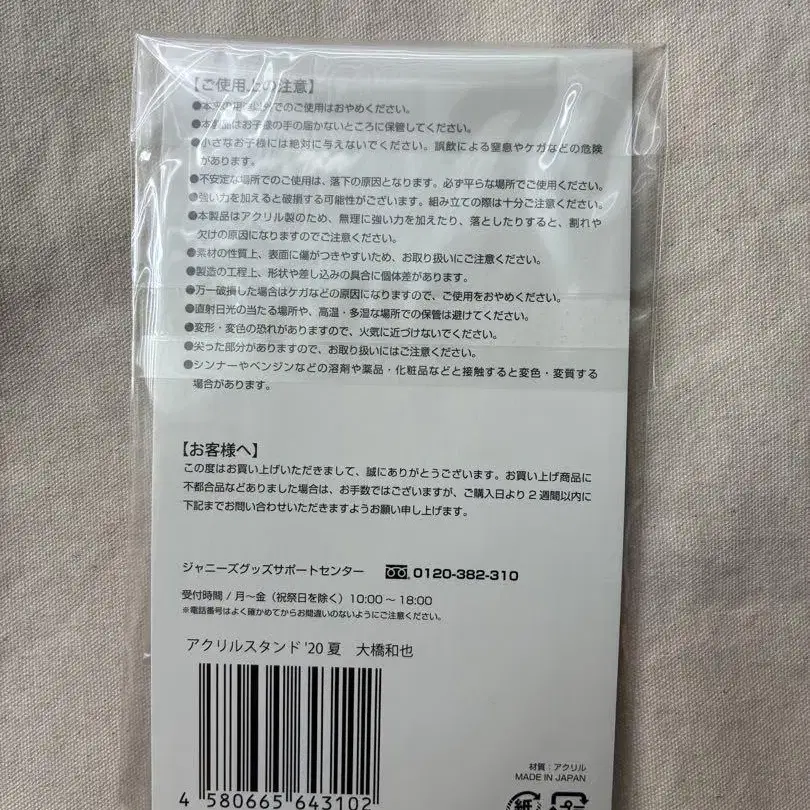 【ご使用上の注意】
●本来の用途以外でのご使用はおやめください。
●本製品はお子様の手の届かないところに保管してください。
●小さなお子様には絶対に与えないでください。誤飲による窒息やケガなどの危険
があります。
●不安定な場所でのご使用は、落下の原因となります。必ず平らな場所でご使用ください。
●強い力を加えると破損する可能性がございます。組み立ての際は十分ご注意ください。
●本製品はアクリル製のため、無理に強い力を加えたり、落としたりすると、割れや
欠けの原因になりますのでご注意ください。
●素材の性質上、表面に傷がつきやすいため、お取り扱いにご注意ください。
●製造の工程上、形状や差し込みの具合に個体差があります。
●万一破損した場合はケガなどの原因になりますので、ご使用をおやめください。
●直射日光の当たる場所や、高温・多湿な場所での保管は避けてください。
●変形・変色の恐れがありますので、火気に近づけないでください。
●尖った部分がありますので、お取り扱いにはご注意ください。
●シンナーやベンジンなどの溶剤や薬品・化粧品などと接触すると変色・変質する
場合があります。
【お客様へ】
この度はお買い上げいただきまして、誠にありがとうございます。お買い上げ商品に
不都合品などありました場合は、お手数ではございますが、ご購入日より2週間以内に
下記までお問い合わせいただきますようお願い申し上げます。
ジャニーズグッズサポートセンター 0120-382-310
受付時間/月〜金(祝祭日を除く)10:00〜18:00
※電話番号はよく確かめてからお間違いのないようにご注意ください。
アクリルスタンド'20夏 大橋和也
材質:アクリル
MADE IN JAPAN
4 580665 643102
紙